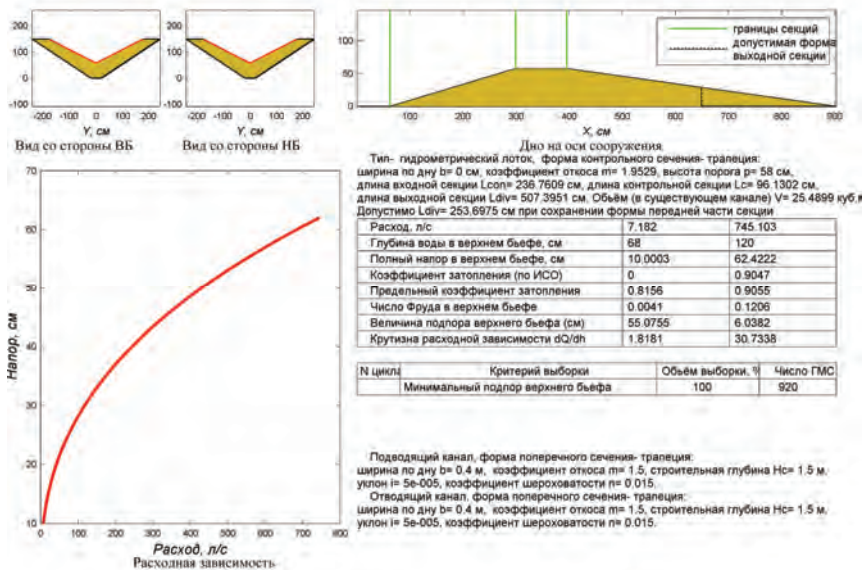 200
100
0
-100
-200 -100 0 100 200
Y, см
Вид со стороны ВБ
200
100
0
-100
-200 -100 0 100 200
Y, см
Вид со стороны НБ
100
50
0
100 200 300 400 500 600 700 800 900
X, см
Дно на оси сооружения
границы секций
допустимая форма
выходной секции
Тип- гидрометрический лоток, форма контрольного сечения- трапеция:
ширина по дну b= 0 см, коэффициент откоса m= 1.9529, высота порога p= 58 см,
длина входной секции Lcon= 236.7609 см, длина контрольной секции Lc= 96.1302 см,
длина выходной секции Ldiv= 507.3951 см. Объём (в существующем канале) V= 25.4899 куб.м
Допустимо Ldiv= 253.6975 см при сохранении формы передней части секции
Расход, л/с 7.182 745.103
Глубина воды в верхнем бьефе, см 68 120
Полный напор в верхнем бьефе, см 10.0003 62.4222
Коэффициент затопления (по ИСО) 0 0.9047
Предельный коэффициент затопления 0.8156 0.9055
Число Фруда в верхнем бьефе 0.0041 0.1206
Величина подпора верхнего бьефа (см) 55.0755 6.0382
Крутизна расходной зависимости dQ/dh 1.8181 30.7338
N цикла Критерий выборки Объём выборки, % Число ГМС
Минимальный подпор верхнего бьефа 100 920
Подводящий канал, форма поперечного сечения- трапеция:
ширина по дну b= 0.4 м, коэффициент откоса m= 1.5, строительная глубина Hc= 1.5 м,
уклон i= 5e-005, коэффициент шероховатости n= 0.015.
Отводящий канал, форма поперечного сечения- трапеция:
ширина по дну b= 0.4 м, коэффициент откоса m= 1.5, строительная глубина Hc= 1.5 м,
уклон i= 5e-005, коэффициент шероховатости n= 0.015.
70
60
50
40
30
20
10
Напор, см
0 100 200 300 400 500 600 700 800
Расход, л/с
Расходная зависимость